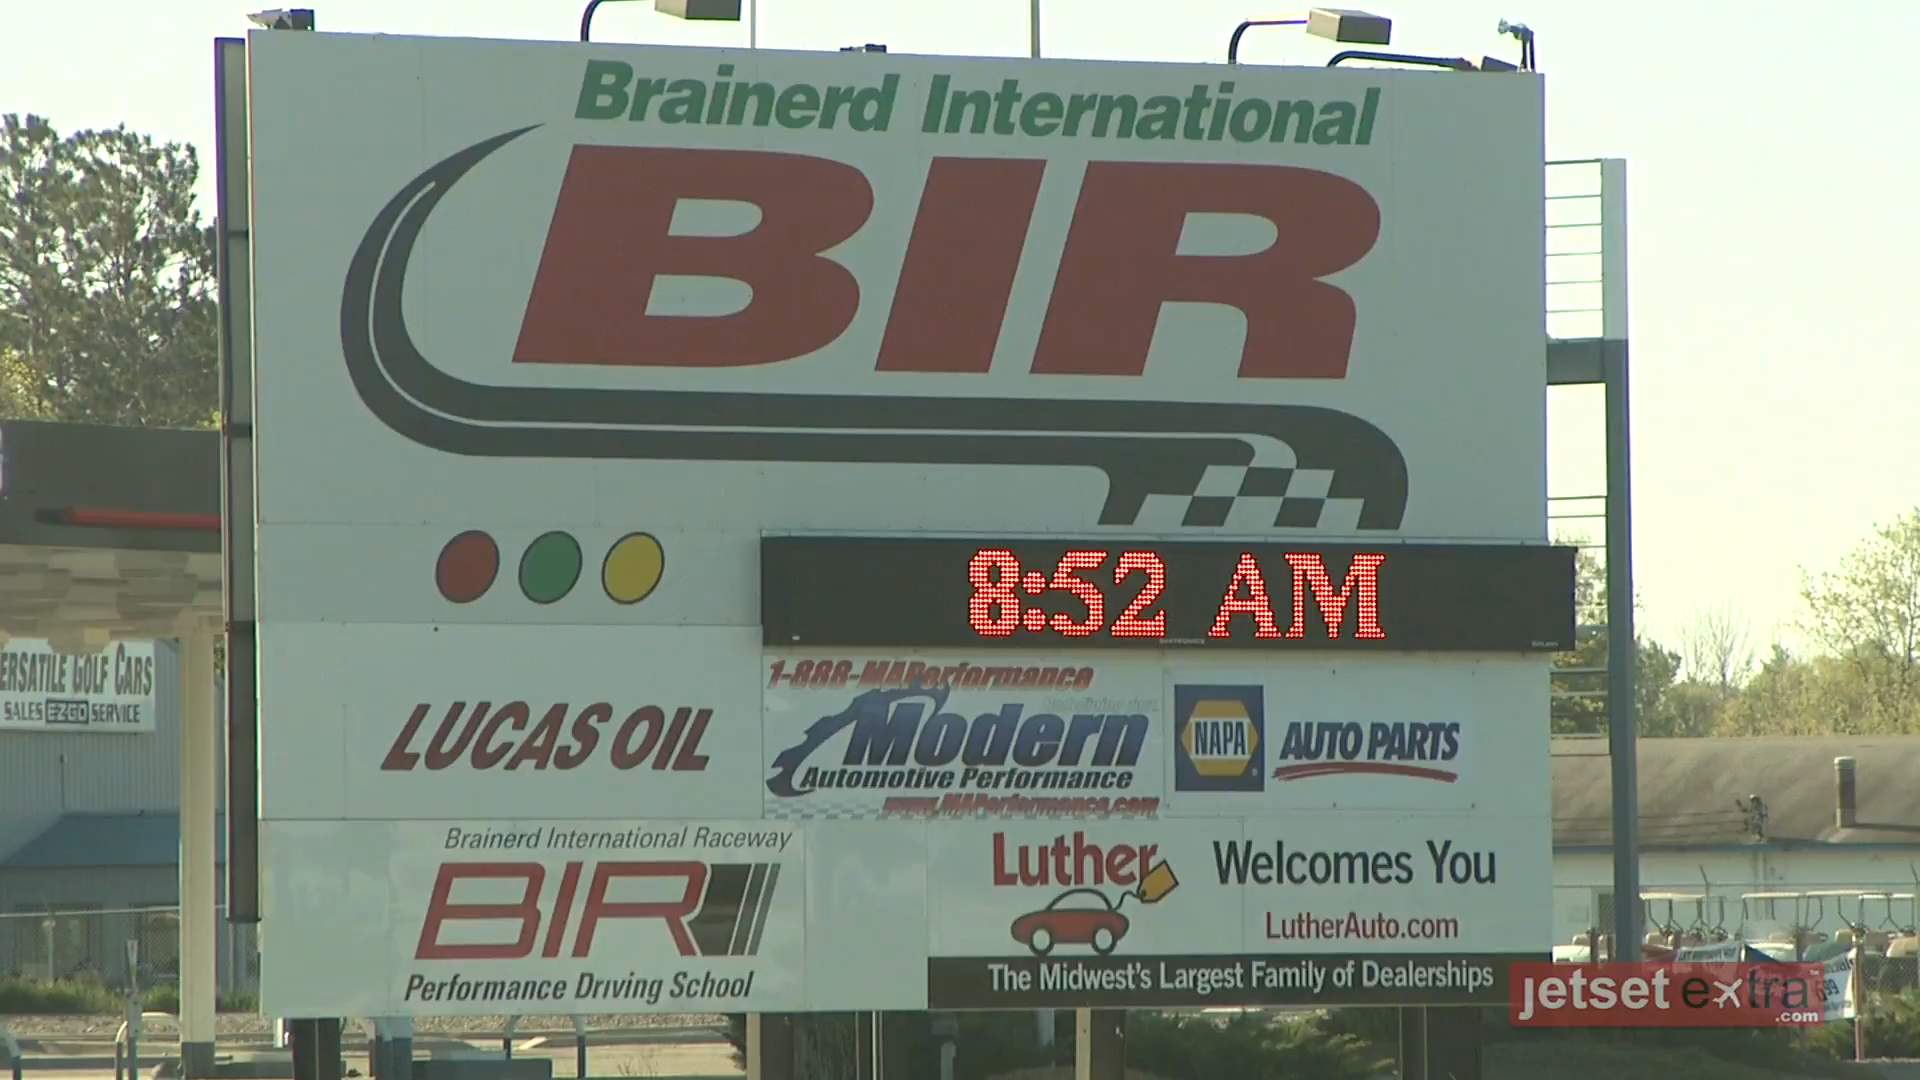 Brainerd International
BIR
8:52 AM
ERSATILE GOLF CARS
SALES EZGO SERVICE
LUCAS OIL
1-888-MAPerformance
Modern
Automotive Performance
www.MAPerformance.com
NAPA AUTO PARTS
Brainerd International Raceway
BIR
Performance Driving School
Luther Welcomes You
LutherAuto.com
The Midwest's Largest Family of Dealerships
jetset extra™
.com